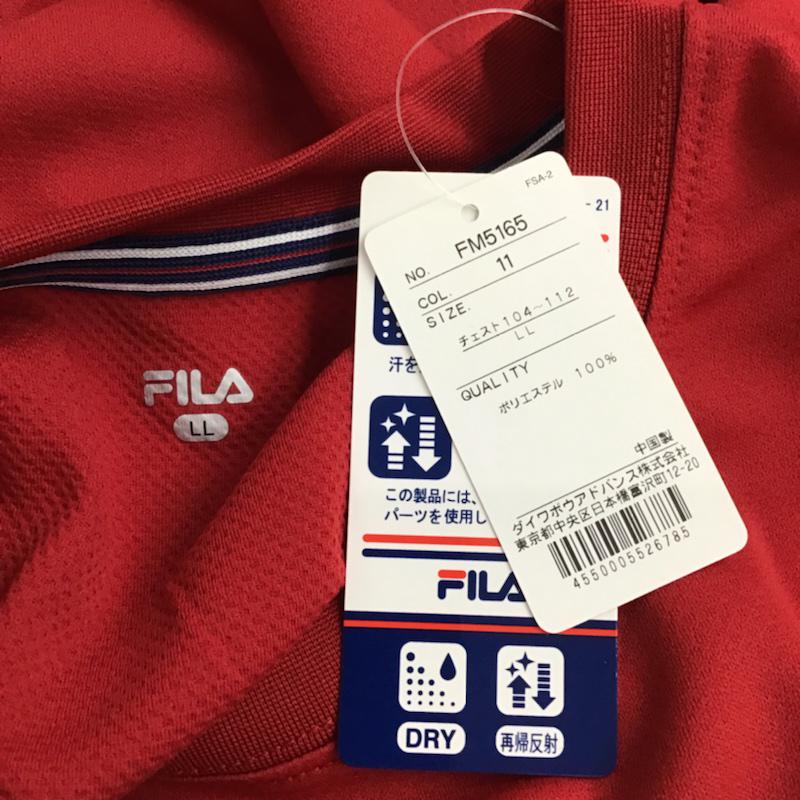 FILA
LL
FSA-2
NO. FM5165
COL. 11
SIZE.
チェスト104~112
LL
QUALITY
ポリエステル 100%
中国製
ダイワボウアドバンス株式会社
東京都中央区日本橋富沢町12-20
4550005526785
- 21
汗を
この製品には、
パーツを使用し
FILA
DRY
再帰反射